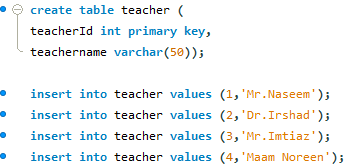 create table teacher (
teacherId int primary key,
teachername varchar(50));
insert into teacher values (1,'Mr.Naseem');
insert into teacher values (2,'Dr.Irshad');
insert into teacher values (3,'Mr.Imtiaz');
insert into teacher values (4,'Maam Noreen');